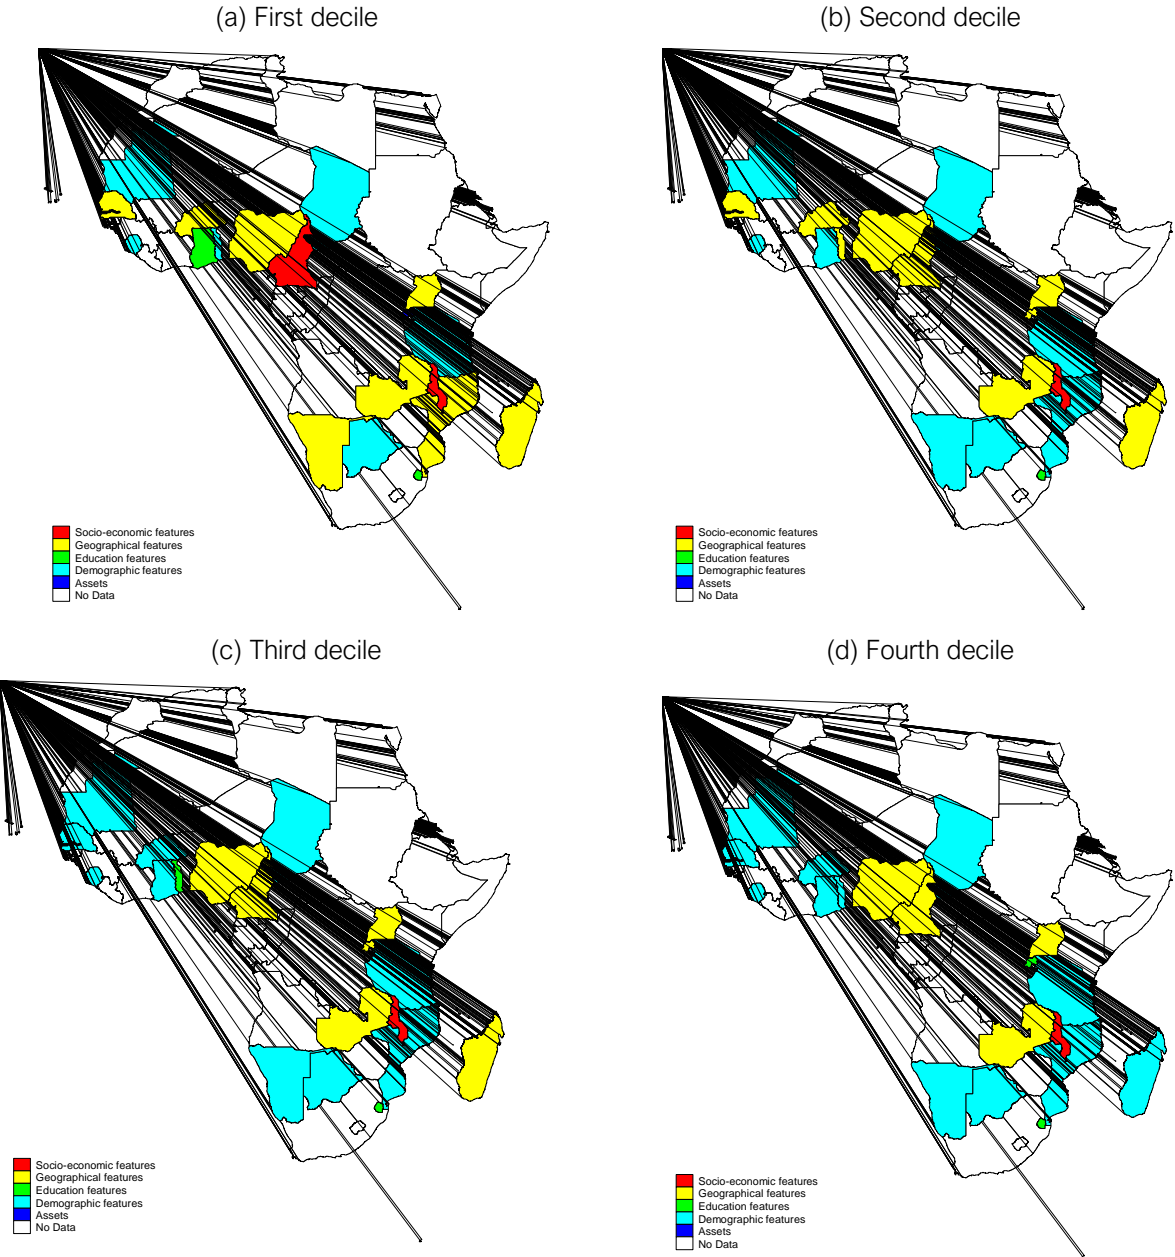 (a) First decile
(b) Second decile
Socio-economic features
Geographical features
Education features
Demographic features
Assets
No Data
Socio-economic features
Geographical features
Education features
Demographic features
Assets
No Data
(c) Third decile
(d) Fourth decile
Socio-economic features
Geographical features
Education features
Demographic features
Assets
No Data
Socio-economic features
Geographical features
Education features
Demographic features
Assets
No Data